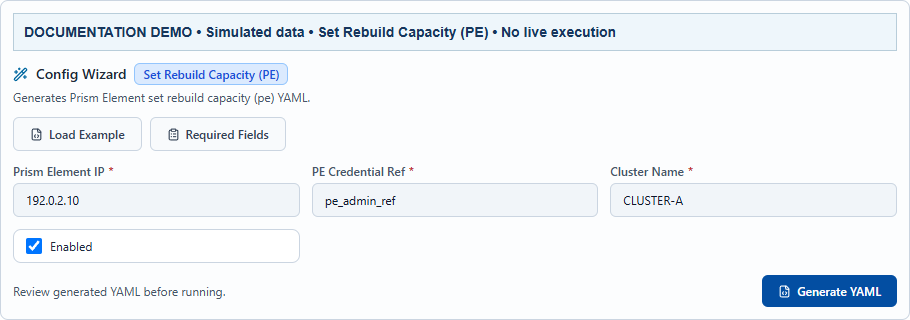 DOCUMENTATION DEMO • Simulated data • Set Rebuild Capacity (PE) • No live execution
Config Wizard Set Rebuild Capacity (PE)
Generates Prism Element set rebuild capacity (pe) YAML.
Load Example Required Fields
Prism Element IP * PE Credential Ref * Cluster Name *
192.0.2.10 pe_admin_ref CLUSTER-A
Enabled
Review generated YAML before running. Generate YAML